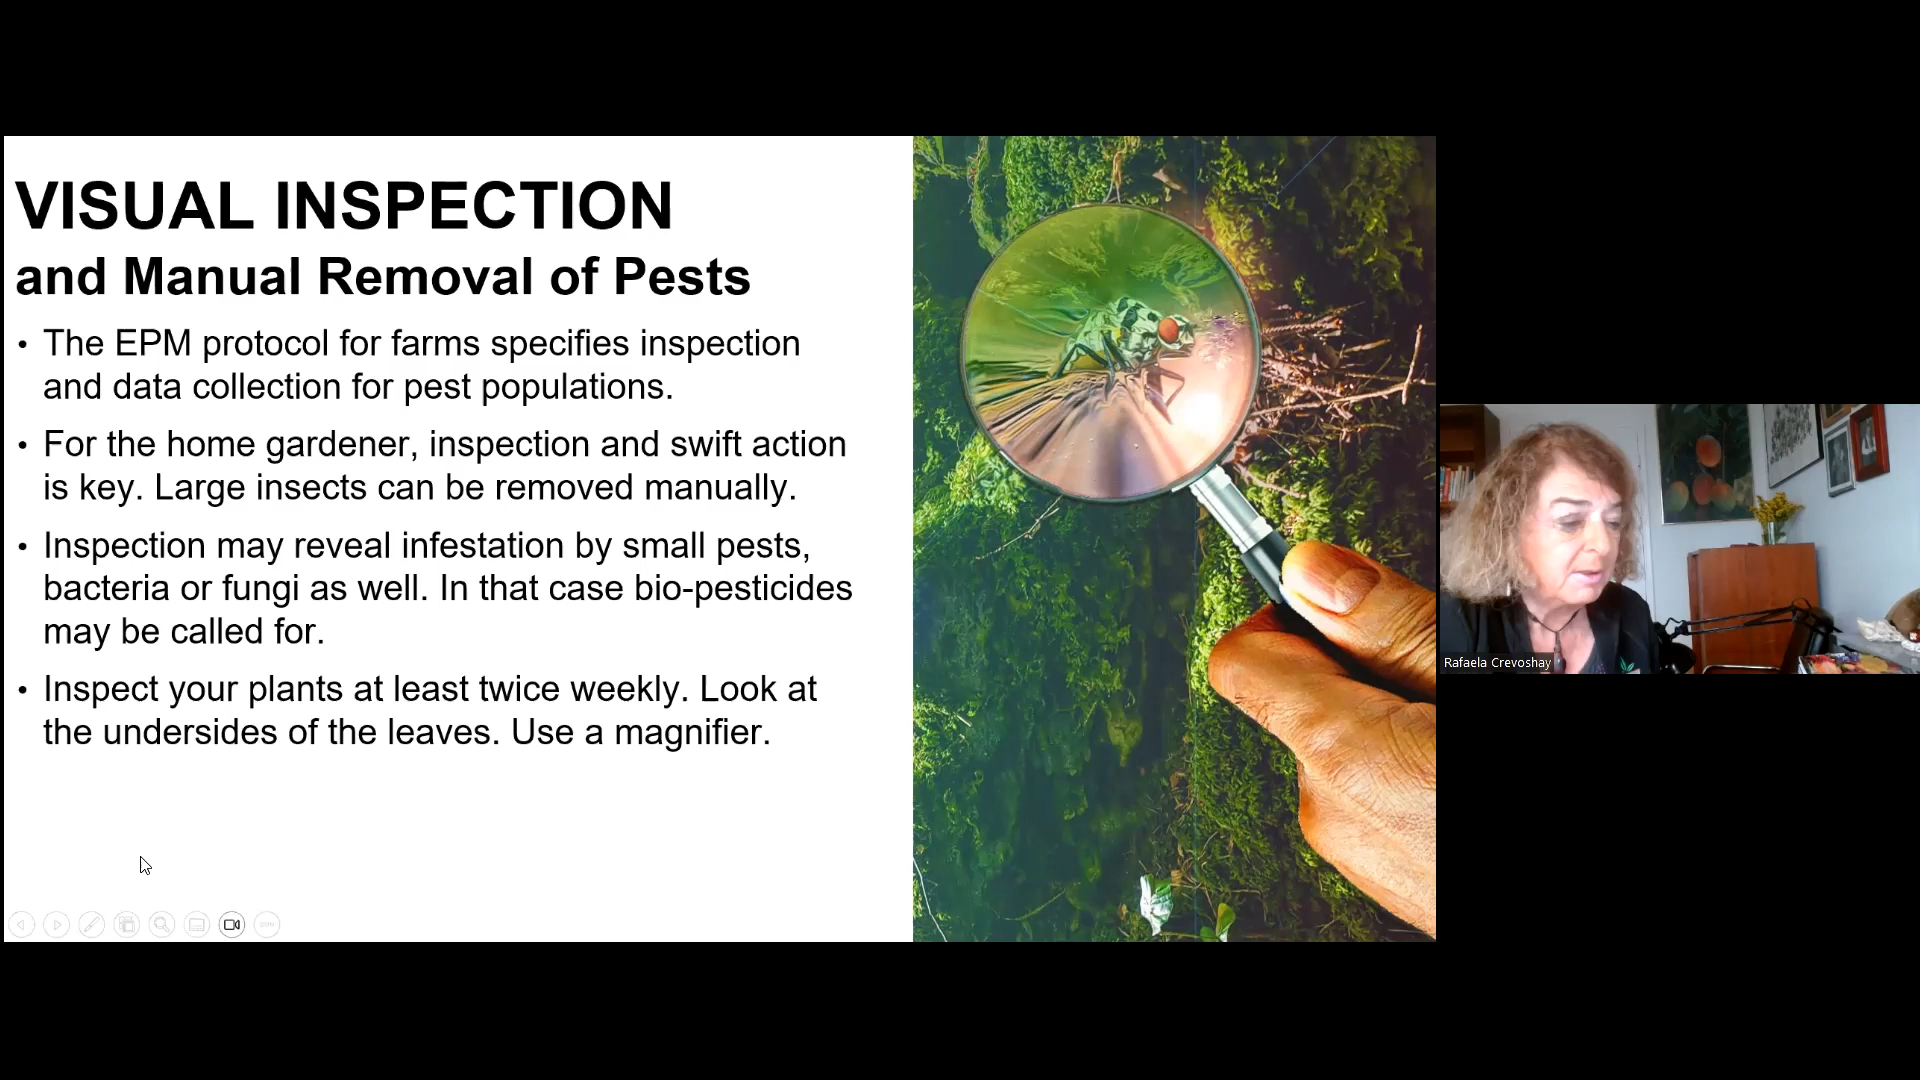 VISUAL INSPECTION
and Manual Removal of Pests
• The EPM protocol for farms specifies inspection
and data collection for pest populations.
• For the home gardener, inspection and swift action
is key. Large insects can be removed manually.
• Inspection may reveal infestation by small pests,
bacteria or fungi as well. In that case bio-pesticides
may be called for.
• Inspect your plants at least twice weekly. Look at
the undersides of the leaves. Use a magnifier.
Rafaela Crevoshay